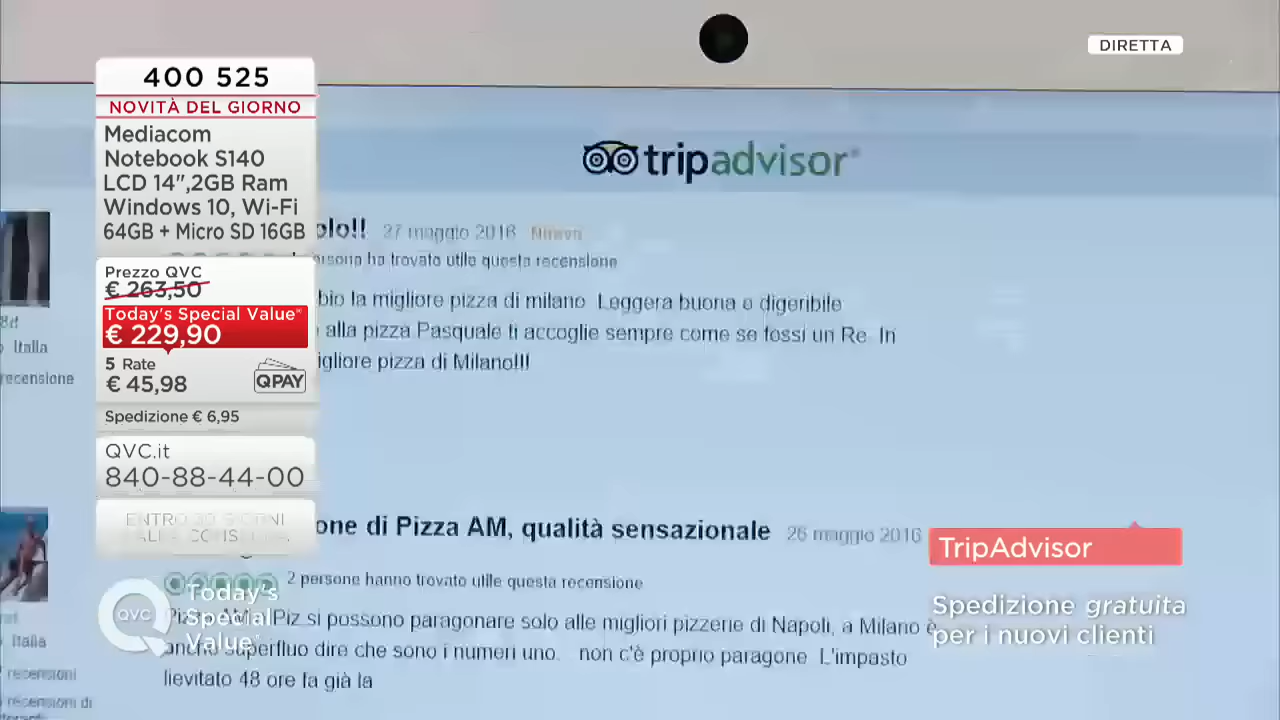 DIRETTA
400 525
NOVITÀ DEL GIORNO
Mediacom
Notebook S140
LCD 14",2GB Ram
Windows 10, Wi-Fi
64GB + Micro SD 16GB
Prezzo QVC
€ 263,50
Today's Special Value®
€ 229,90
5 Rate
€ 45,98
QPAY
Spedizione € 6,95
QVC.it
840-88-44-00
QVC
Today's
Special
Value
tripadvisor®
olo!! 27 maggio 2016 Nuovo
ha trovato utile questa recensione
la migliore pizza di milano Leggera buona e digeribile
alla pizza Pasquale ti accoglie sempre come se fossi un Re In
igliore pizza di Milano!!!
Italia
recensione
one di Pizza AM, qualità sensazionale 26 maggio 2016
2 persone hanno trovato utile questa recensione
si possono paragonare solo alle migliori pizzerie di Napoli, a Milano è
superfluo dire che sono i numeri uno. non c'è proprio paragone L'impasto
lievitato 48 ore fa già la
Italia
recensioni
recensioni di
TripAdvisor
Spedizione gratuita
per i nuovi clienti